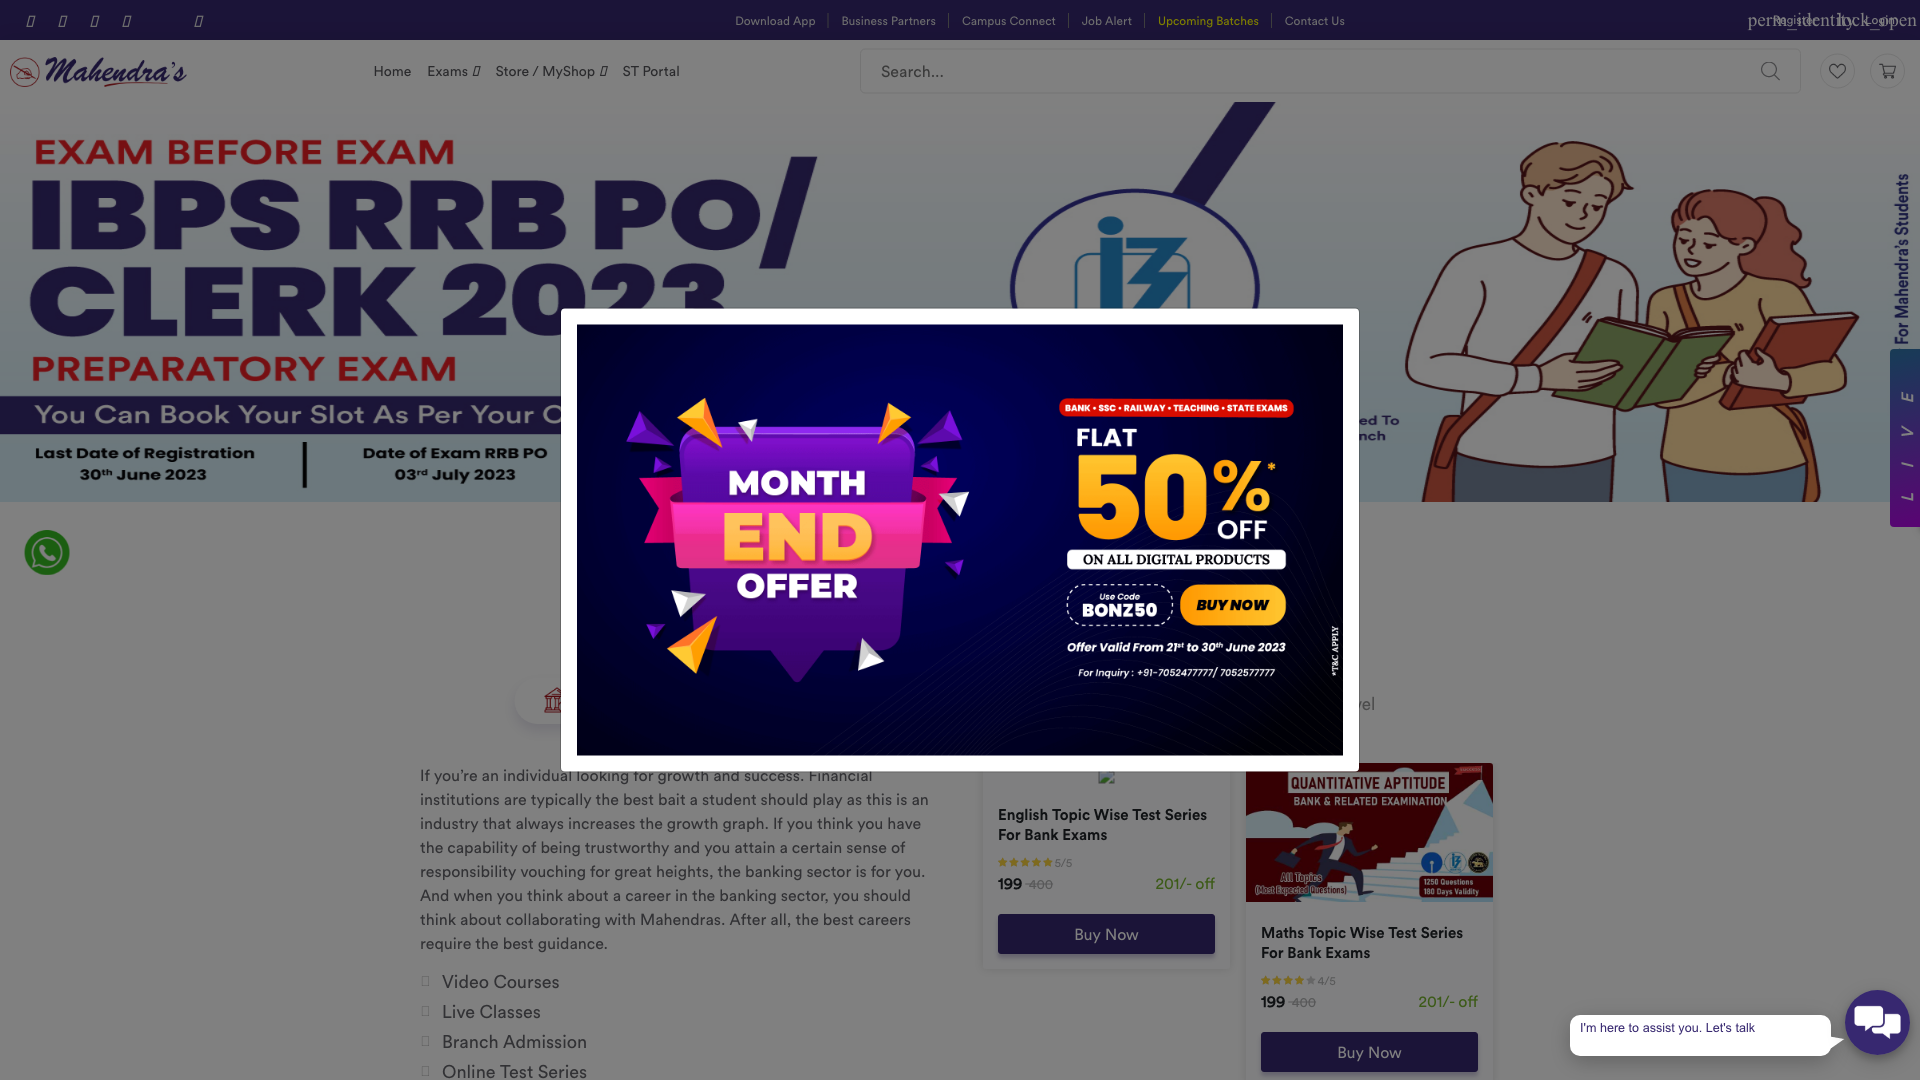 Download App
Business Partners
Campus Connect
Job Alert
Upcoming Batches
Contact Us
Mahendra's
Home
Exams
Store / MyShop
ST Portal
Search...
EXAM BEFORE EXAM
IBPS RRB PO/
CLERK 2023
PREPARATORY EXAM
You Can Book Your Slot As Per Your
Last Date of Registration
30th June 2023
Date of Exam RRB PO
03rd July 2023
For Mahendra's Students
LIVE
MONTH
END
OFFER
BANK • SSC • RAILWAY • TEACHING • STATE EXAMS
FLAT
50%*
OFF
ON ALL DIGITAL PRODUCTS
Use Code
BONZ50
BUY NOW
Offer Valid From 21st to 30th June 2023
For Inquiry : +91-7052477777/ 7052577777
*T&C APPLY
If you're an individual looking for growth and success. Financial
institutions are typically the best bait a student should play as this is an
industry that always increases the growth graph. If you think you have
the capability of being trustworthy and you attain a certain sense of
responsibility vouching for great heights, the banking sector is for you.
And when you think about a career in the banking sector, you should
think about collaborating with Mahendras. After all, the best careers
require the best guidance.
Video Courses
Live Classes
Branch Admission
Online Test Series
English Topic Wise Test Series
For Bank Exams
5/5
199 400
201/- off
Buy Now
QUANTITATIVE APTITUDE
BANK & RELATED EXAMINATION
All Topics
(Most Expected Questions)
1250 Questions
180 Days Validity
Maths Topic Wise Test Series
For Bank Exams
4/5
199 400
201/- off
Buy Now
I'm here to assist you. Let's talk